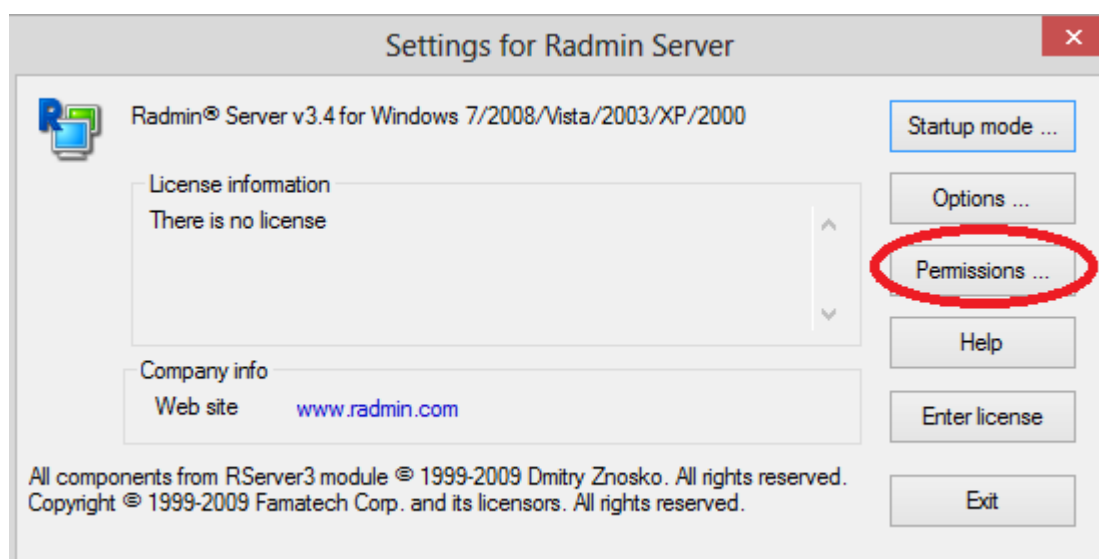 Settings for Radmin Server
×
R
Radmin® Server v3.4 for Windows 7/2008/Vista/2003/XP/2000
Startup mode ...
License information
There is no license
Options ...
Permissions ...
Help
Company info
Web site www.radmin.com
Enter license
All components from RServer3 module © 1999-2009 Dmitry Znosko. All rights reserved.
Copyright © 1999-2009 Famatech Corp. and its licensors. All rights reserved.
Exit